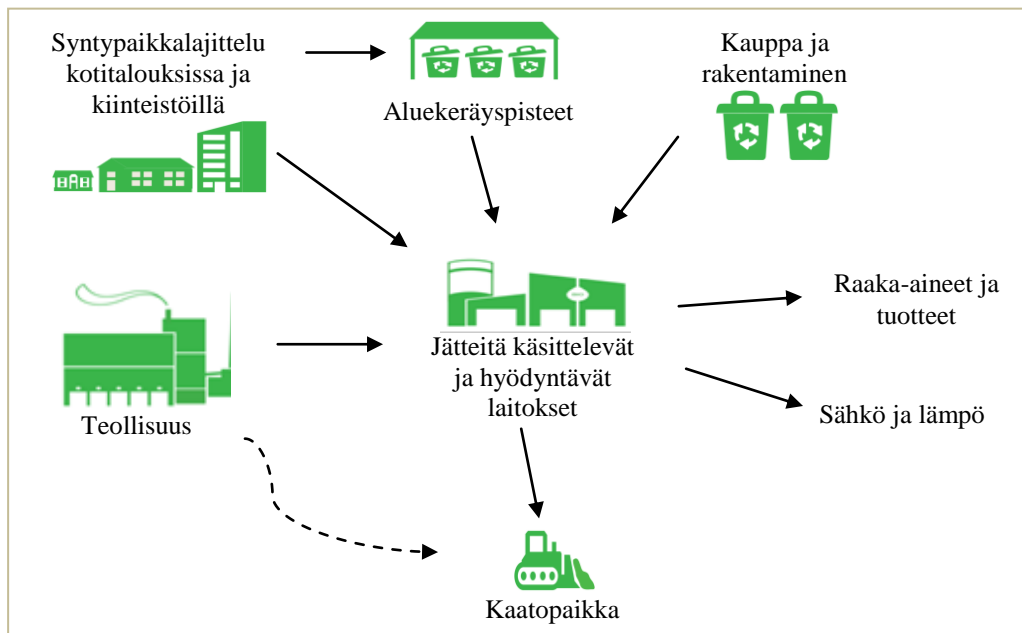 Syntypaikkalajittelu
kotitalouksissa ja
kiinteistöillä
Aluekeräyspisteet
Kauppa ja
rakentaminen
Raaka-aineet ja
tuotteet
Jätteitä käsittelevät
ja hyödyntävät
laitokset
Teollisuus
Sähkö ja lämpö
Kaatopaikka